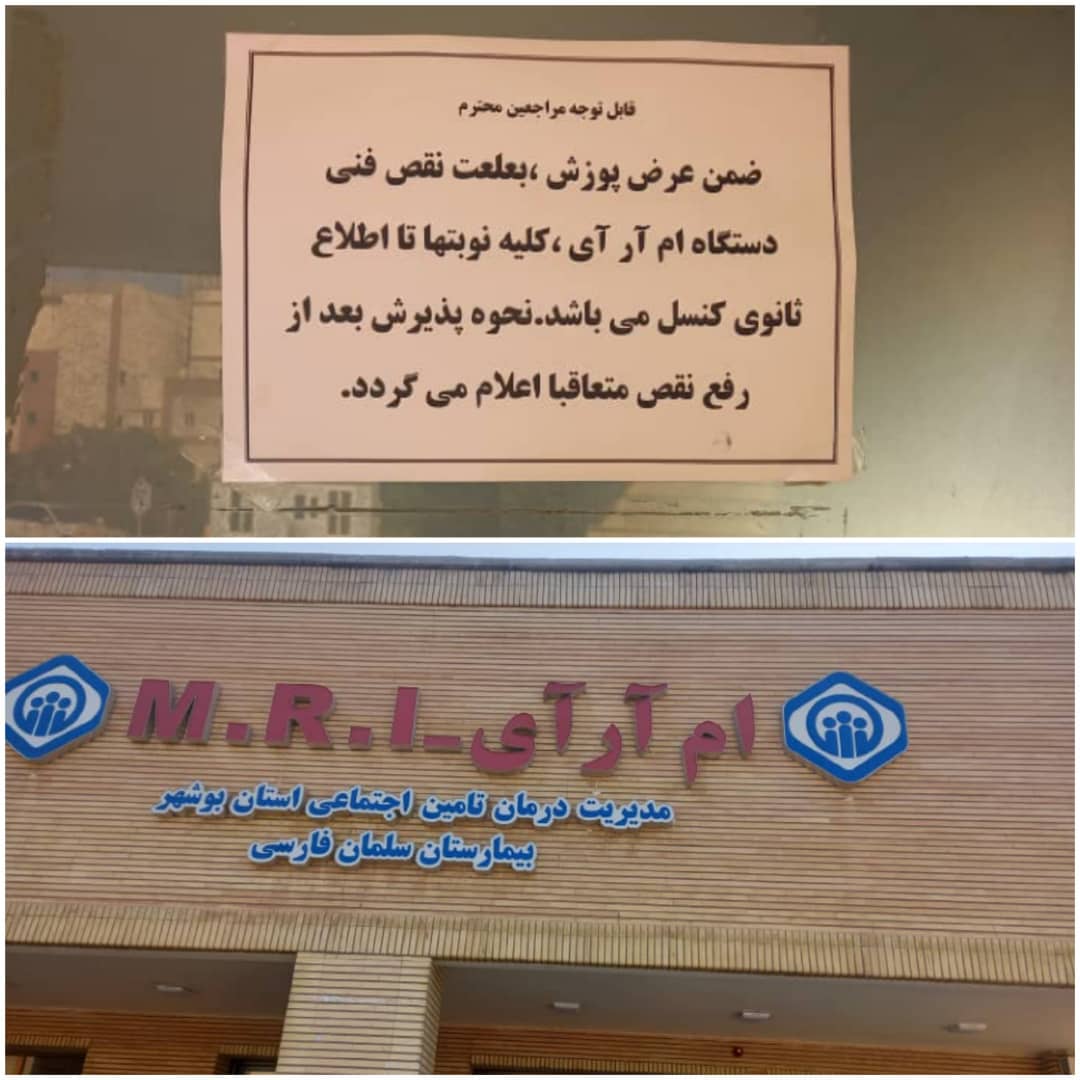 قابل توجه مراجعین محترم
ضمن عرض پوزش ،بعلعت نقص فنی
دستگاه ام آر آی ،کلیه نوبتها تا اطلاع
ثانوی کنسل می باشد.نحوه پذیرش بعد از
رفع نقص متعاقبا اعلام می گردد.
ام آرآی_M.R.I
مدیریت درمان تامین اجتماعی استان بوشهر
بیمارستان سلمان فارسی